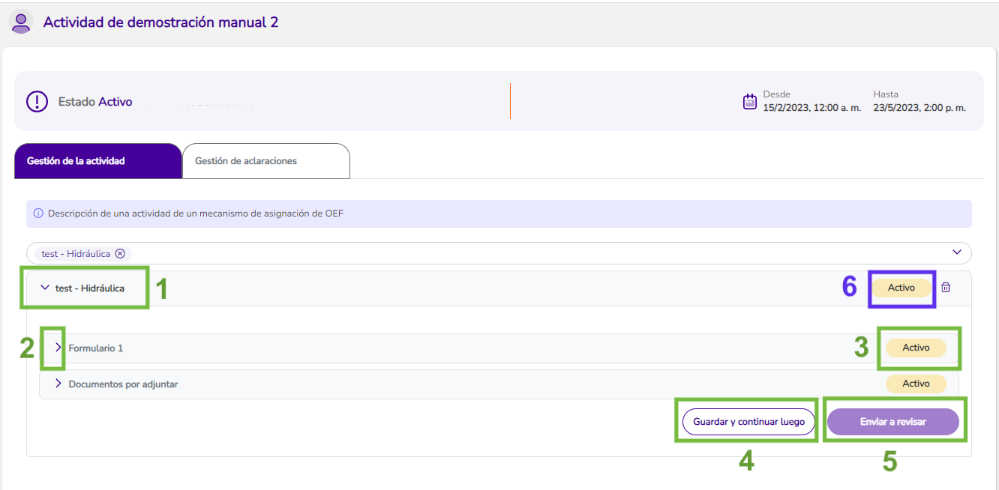 Actividad de demostración manual 2
Estado Activo
Desde
15/2/2023, 12:00 a. m.
Hasta
23/5/2023, 2:00 p. m.
Gestión de la actividad
Gestión de aclaraciones
Descripción de una actividad de un mecanismo de asignación de OEF
test - Hidráulica
test - Hidráulica
1
6
Activo
2
Formulario 1
3
Activo
Documentos por adjuntar
Activo
Guardar y continuar luego
Enviar a revisar
4
5